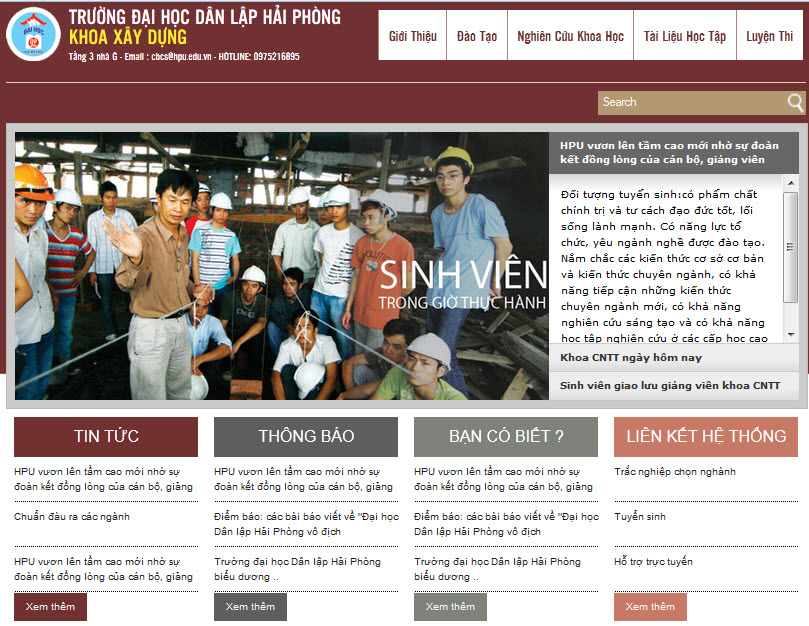 TRƯỜNG ĐẠI HỌC DÂN LẬP HẢI PHÒNG
KHOA XÂY DỰNG
Tầng 3 nhà G - Email : cbcs@hpu.edu.vn - HOTLINE: 0975216895
Giới Thiệu
Đào Tạo
Nghiên Cứu Khoa Học
Tài Liệu Học Tập
Luyện Thi
Search
SINH VIÊN
TRONG GIỜ THỰC HÀNH
HPU vươn lên tầm cao mới nhờ sự đoàn
kết đồng lòng của cán bộ, giảng viên
Đối tượng tuyển sinh:có phẩm chất
chính trị và tư cách đạo đức tốt, lối
sống lành mạnh. Có năng lực tổ
chức, yêu ngành nghề được đào tạo.
Nắm chắc các kiến thức cơ sở cơ bản
và kiến thức chuyên ngành, có khả
năng tiếp cận những kiến thức
chuyên ngành mới, có khả năng
nghiên cứu sáng tạo và có khả năng
học tập nghiên cứu ở các cấp học cao
Khoa CNTT ngày hôm nay
Sinh viên giao lưu giảng viên khoa CNTT
TIN TỨC
HPU vươn lên tầm cao mới nhờ sự
đoàn kết đồng lòng của cán bộ, giảng
Chuẩn đàu ra các ngành
HPU vươn lên tầm cao mới nhờ sự
đoàn kết đồng lòng của cán bộ, giảng
Xem thêm
THÔNG BÁO
HPU vươn lên tầm cao mới nhờ sự
đoàn kết đồng lòng của cán bộ, giảng
Điểm báo: các bài báo viết về "Đại học
Dân lập Hải Phòng vô địch
Trường đại học Dân lập Hải Phòng
biểu dương ..
Xem thêm
BẠN CÓ BIẾT ?
HPU vươn lên tầm cao mới nhờ sự
đoàn kết đồng lòng của cán bộ, giảng
Điểm báo: các bài báo viết về "Đại học
Dân lập Hải Phòng vô địch
Trường đại học Dân lập Hải Phòng
biểu dương ..
Xem thêm
LIÊN KẾT HỆ THỐNG
Trắc nghiệp chọn nghành
Tuyển sinh
Hỗ trợ trực tuyến
Xem thêm